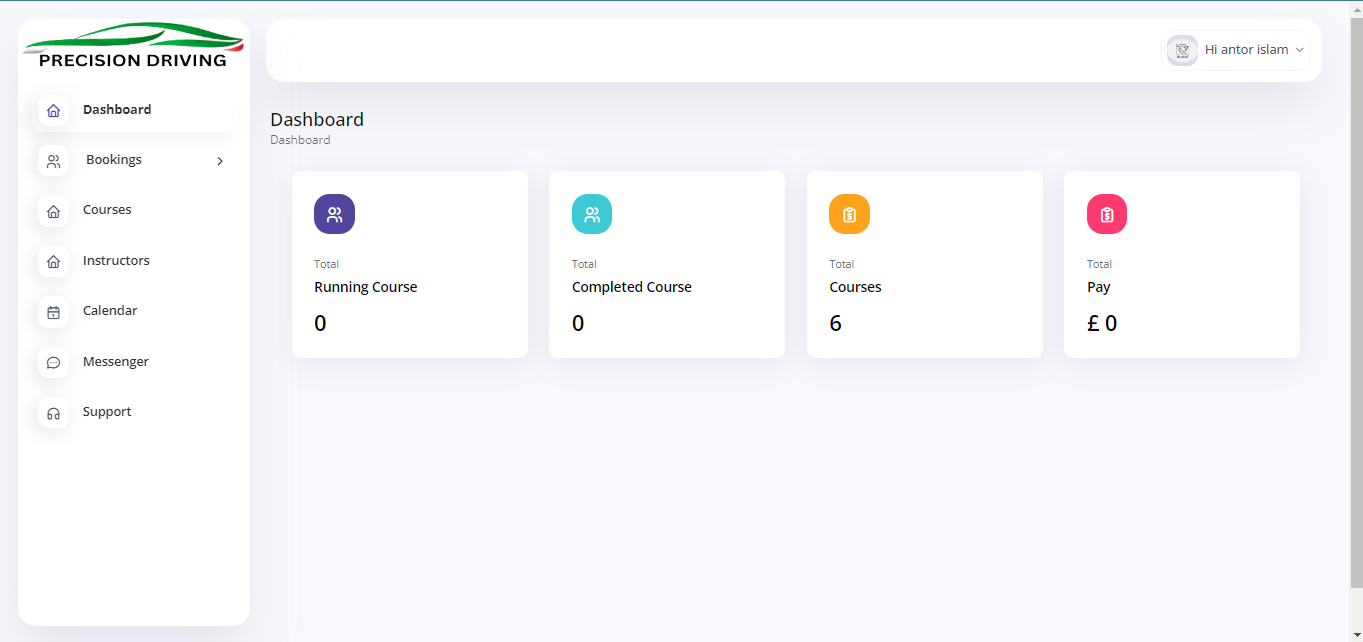 PRECISION DRIVING
Hi antor islam
Dashboard
Bookings
Courses
Instructors
Calendar
Messenger
Support
Dashboard
Dashboard
Total
Running Course
0
Total
Completed Course
0
Total
Courses
6
Total
Pay
£ 0